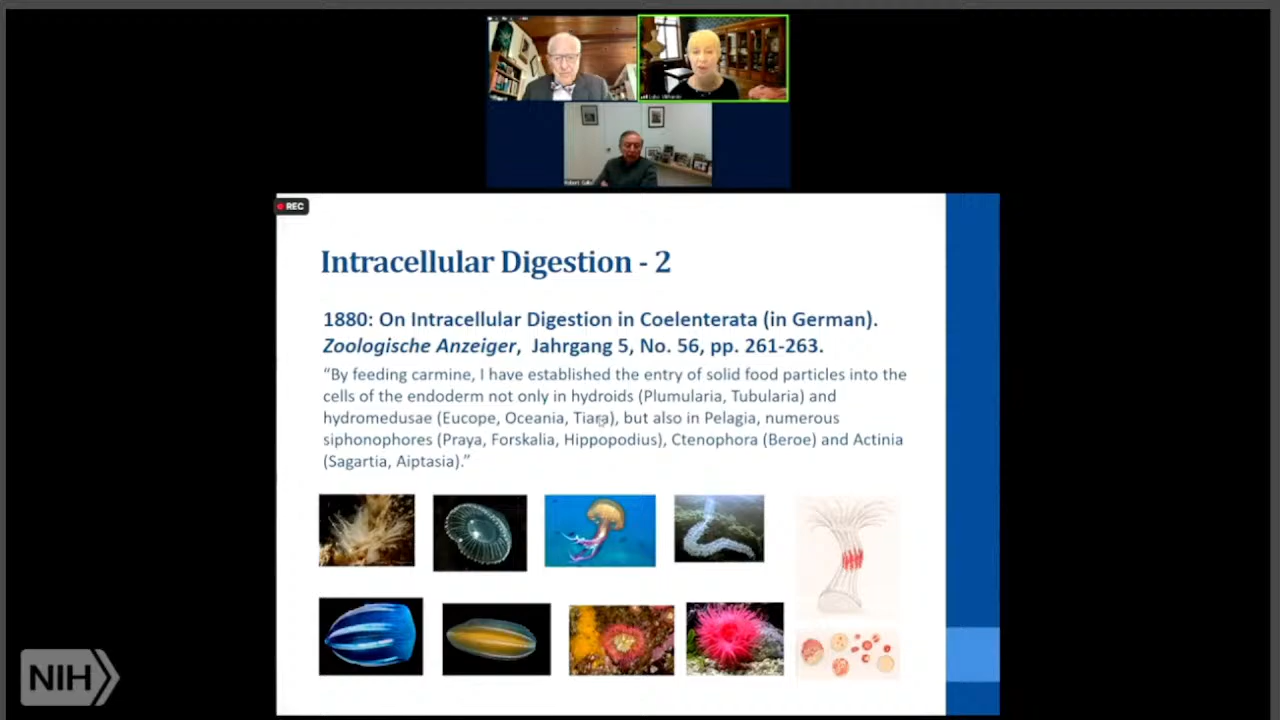 REC
Intracellular Digestion - 2
1880: On Intracellular Digestion in Coelenterata (in German).
Zoologische Anzeiger, Jahrgang 5, No. 56, pp. 261-263.
“By feeding carmine, I have established the entry of solid food particles into the
cells of the endoderm not only in hydroids (Plumularia, Tubularia) and
hydromedusae (Eucope, Oceania, Tiara), but also in Pelagia, numerous
siphonophores (Praya, Forskalia, Hippopodius), Ctenophora (Beroe) and Actinia
(Sagartia, Aiptasia).”
NIH